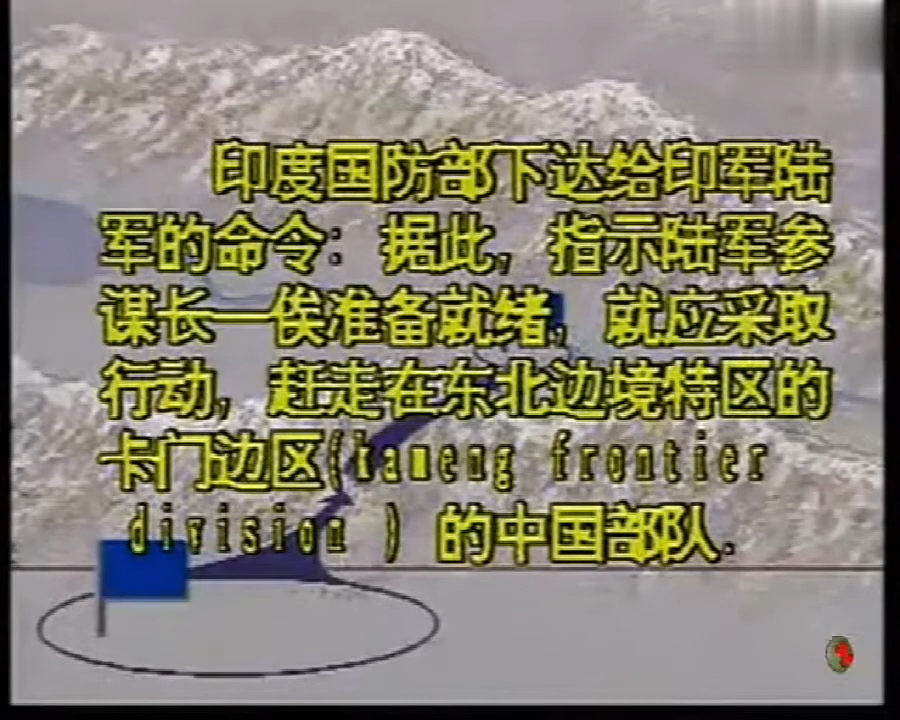 印度国防部下达给印军陆
军的命令：据此，指示陆军参
谋长一俟准备就绪，就应采取
行动，赶走在东北边境特区的
卡门边区(kameng frontier
division ) 的中国部队.